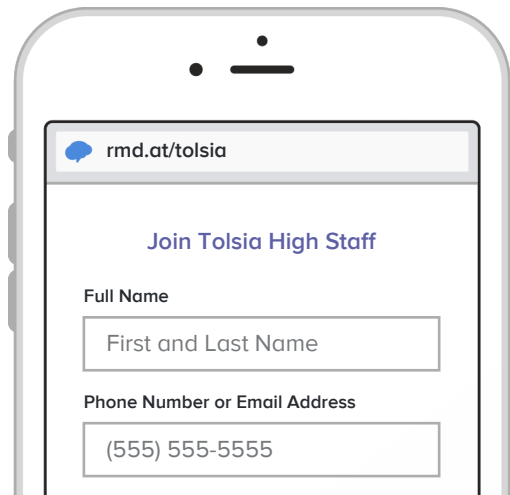 rmd.at/tolsia
Join Tolsia High Staff
Full Name
First and Last Name
Phone Number or Email Address
(555) 555-5555